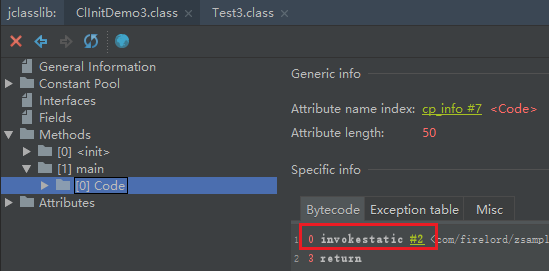 jclasslib: ClInitDemo3.class × Test3.class ×
General Information
Constant Pool
Interfaces
Fields
Methods
[0] <init>
[1] main
[0] Code
Attributes
Generic info
Attribute name index: cp_info #7 <Code>
Attribute length: 50
Specific info
Bytecode Exception table Misc
1 0 invokestatic #2 <com/firelord/zsampl
2 3 return